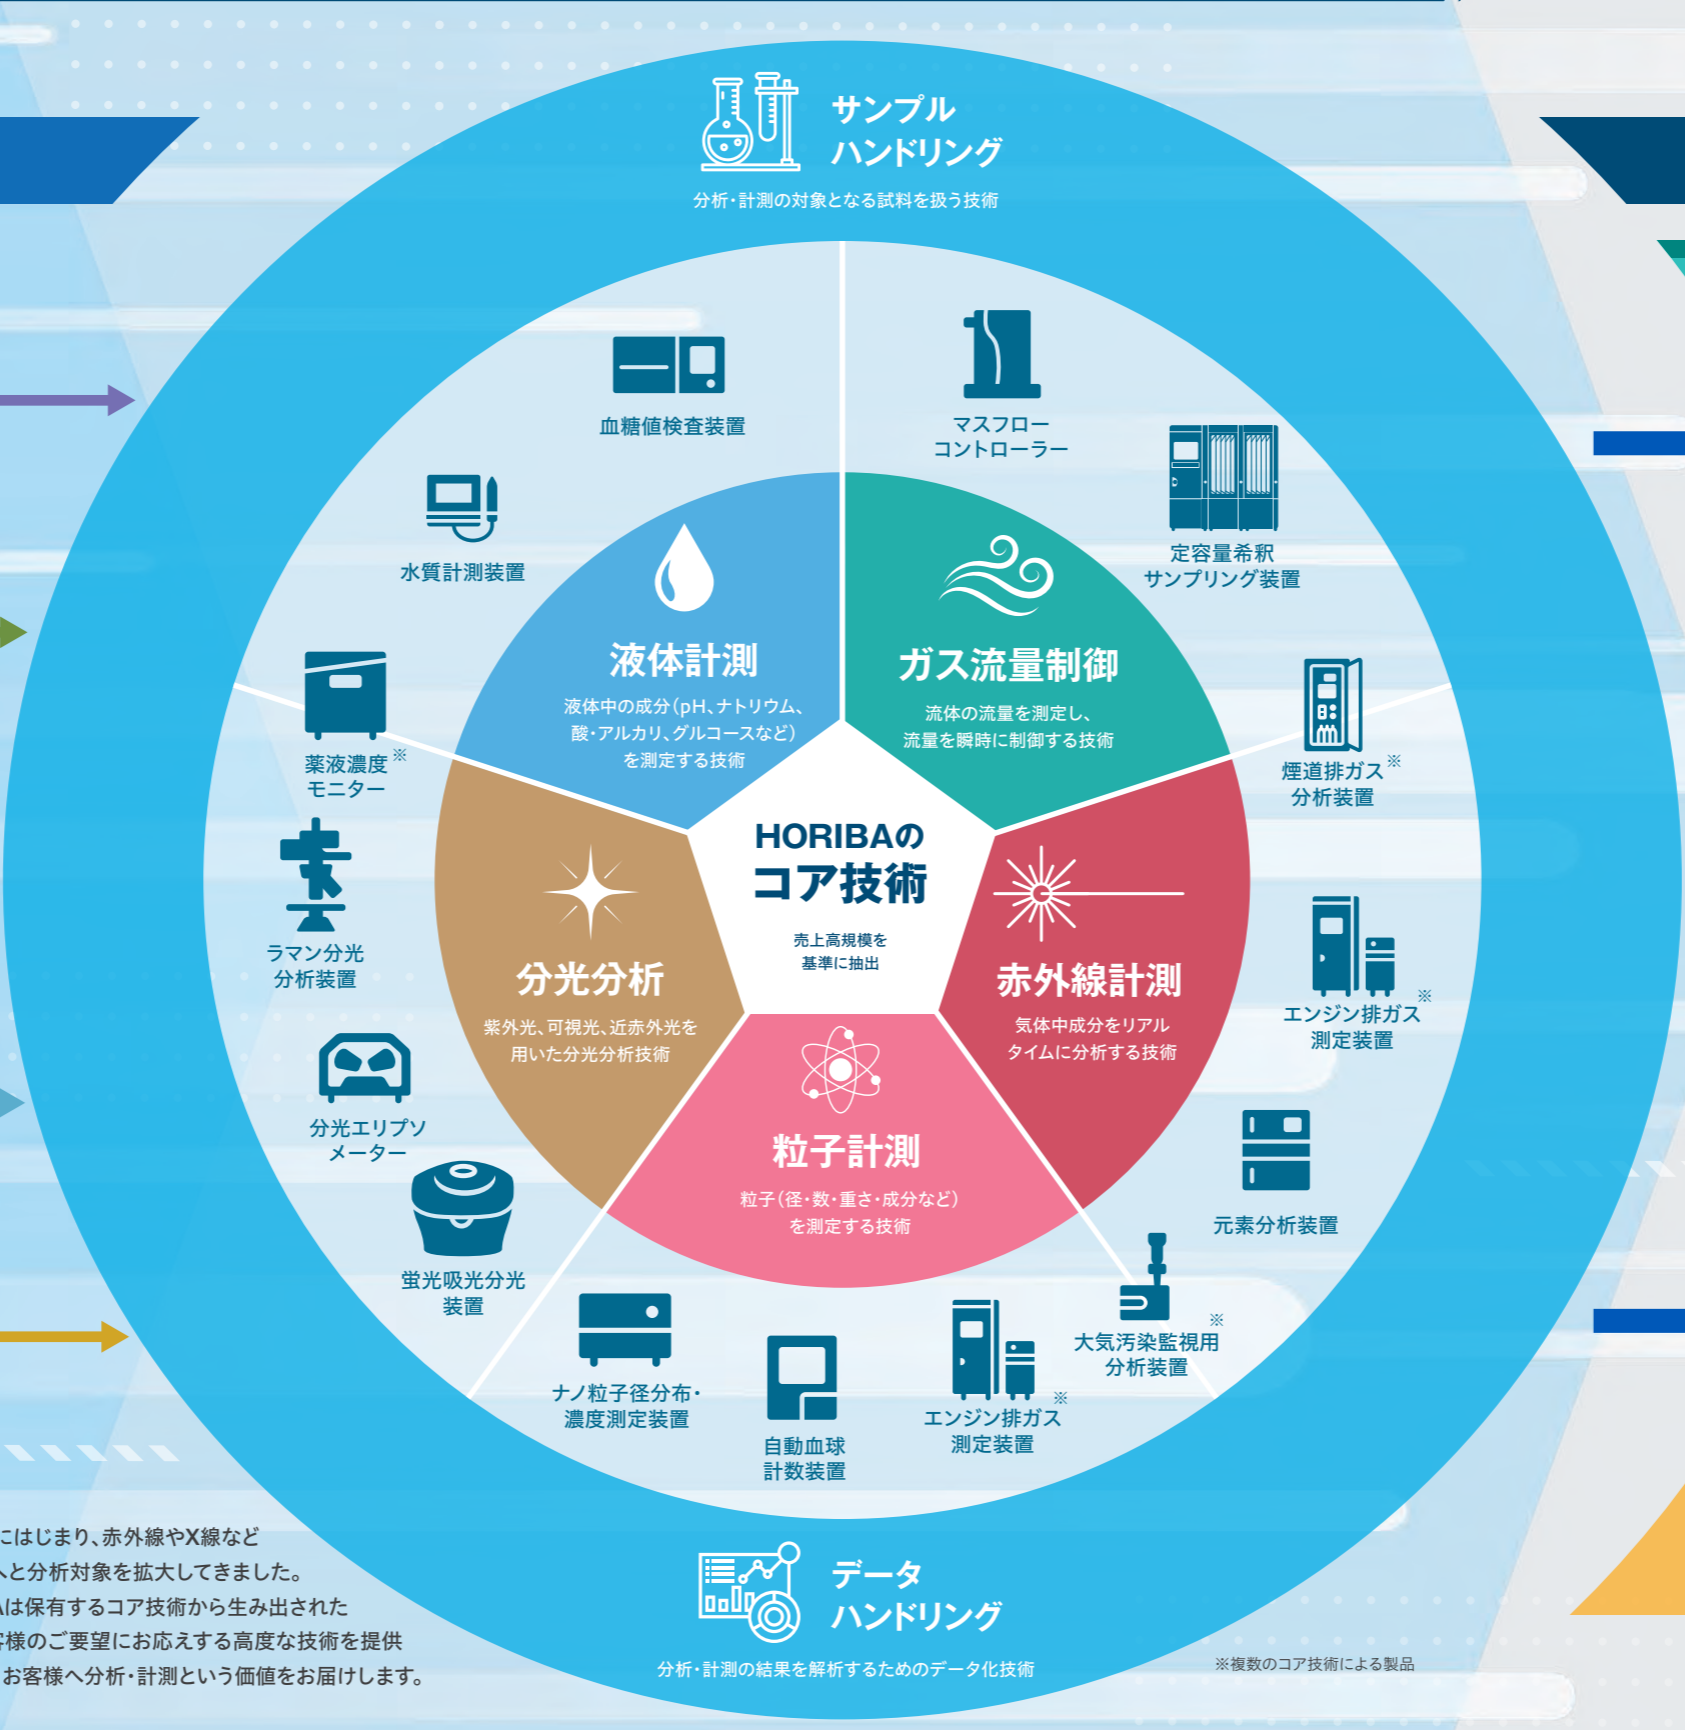 サンプル
ハンドリング
分析・計測の対象となる試料を扱う技術
血糖値検査装置
水質計測装置
マスフロー
コントローラー
定容量希釈
サンプリング装置
液体計測
液体中の成分(pH、ナトリウム、
酸・アルカリ、グルコースなど)
を測定する技術
ガス流量制御
流体の流量を測定し、
流量を瞬時に制御する技術
薬液濃度※
モニター
煙道排ガス※
分析装置
HORIBAの
コア技術
売上高規模を
基準に抽出
ラマン分光
分析装置
分光分析
紫外光、可視光、近赤外光を
用いた分光分析技術
赤外線計測
気体中成分をリアル
タイムに分析する技術
エンジン排ガス※
測定装置
分光エリプソ
メーター
粒子計測
粒子(径・数・重さ・成分など)
を測定する技術
元素分析装置
蛍光吸光分光
装置
大気汚染監視用※
分析装置
ナノ粒子径分布・
濃度測定装置
自動血球
計数装置
エンジン排ガス※
測定装置
にはじまり、赤外線やX線など
へと分析対象を拡大してきました。
は保有するコア技術から生み出された
客様のご要望にお応えする高度な技術を提供
お客様へ分析・計測という価値をお届けします。
データ
ハンドリング
分析・計測の結果を解析するためのデータ化技術
※複数のコア技術による製品